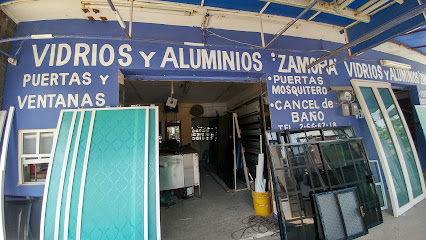 VIDRIOS Y ALUMINIOS "ZAMORA"
PUERTAS Y
VENTANAS
• PUERTAS
MOSQUITERO
• CANCEL de
BAÑO
VIDRIOS Y ALUMINIOS